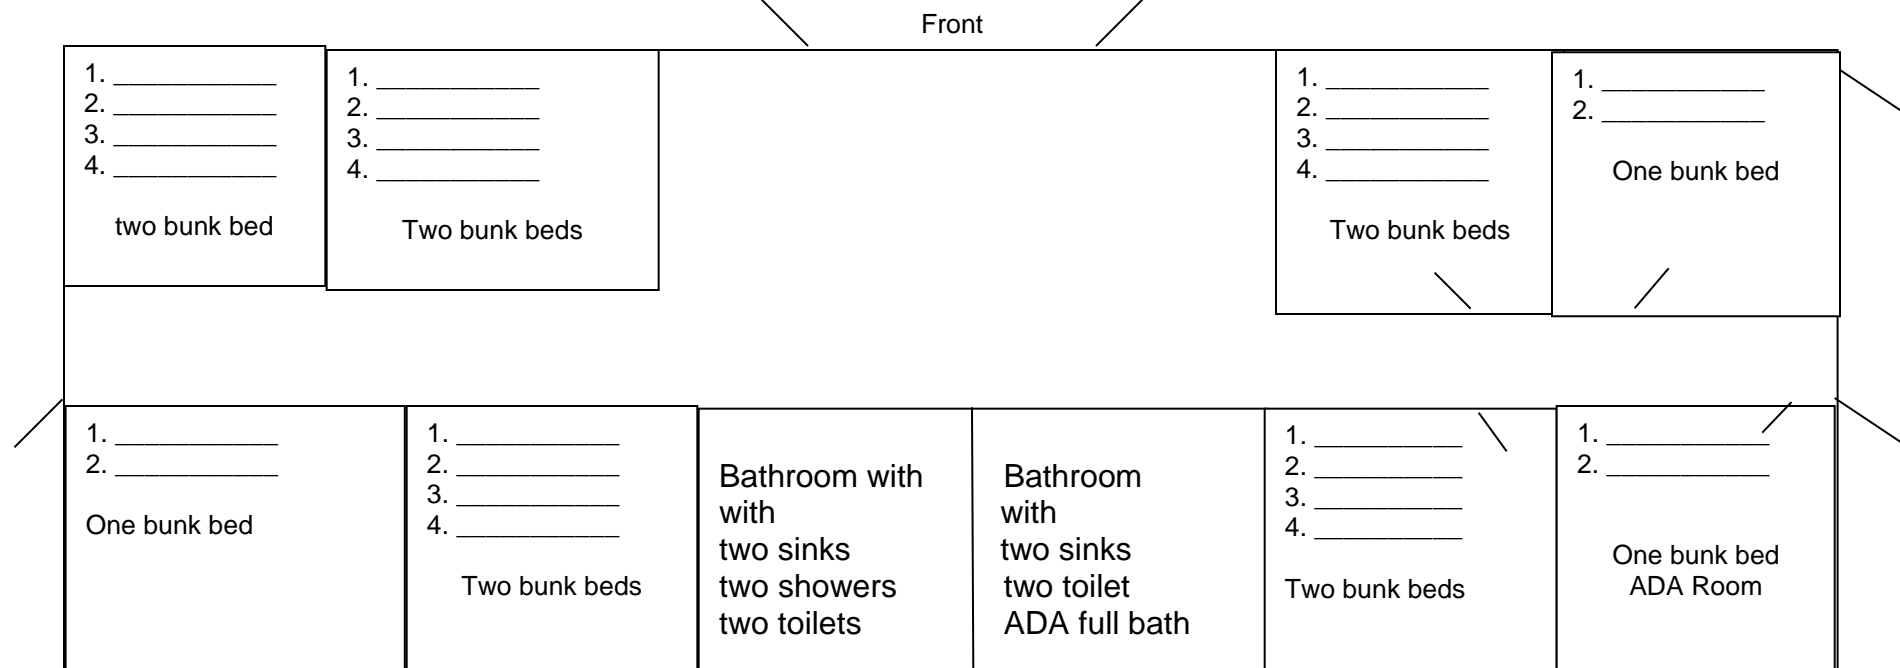 Front
1. ___________
2. ___________
3. ___________
4. ___________
two bunk bed
1. ___________
2. ___________
3. ___________
4. ___________
Two bunk beds
1. ___________
2. ___________
3. ___________
4. ___________
Two bunk beds
1. ___________
2. ___________
One bunk bed
1. ___________
2. ___________
One bunk bed
1. ___________
2. ___________
3. ___________
4. ___________
Two bunk beds
Bathroom with
with
two sinks
two showers
two toilets
Bathroom
with
two sinks
two toilet
ADA full bath
1. __________
2. __________
3. __________
4. __________
Two bunk beds
1. ___________
2. ___________
One bunk bed
ADA Room